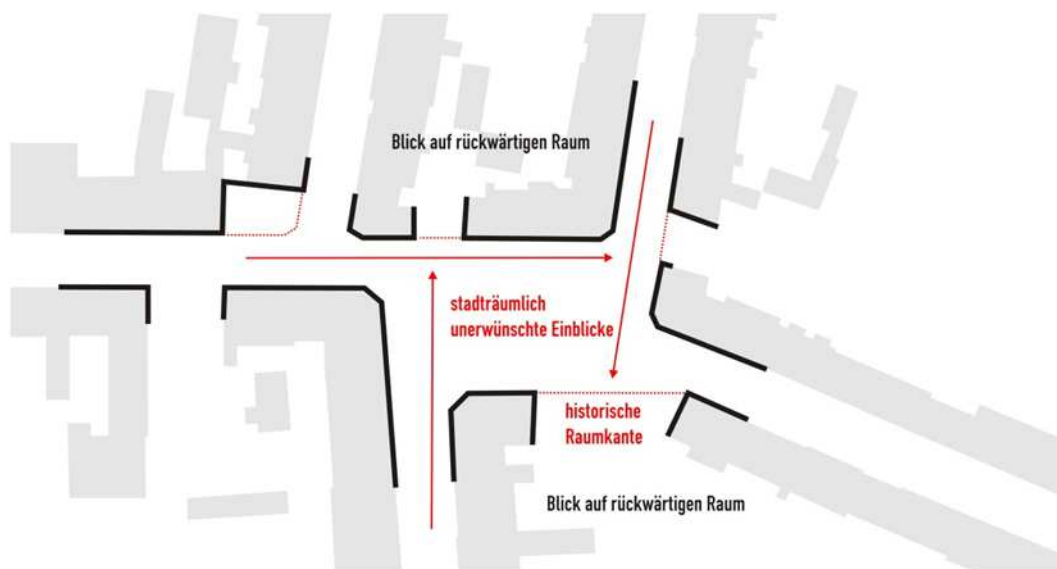 Blick auf rückwärtigen Raum
stadträumlich
unerwünschte Einblicke
historische
Raumkante
Blick auf rückwärtigen Raum